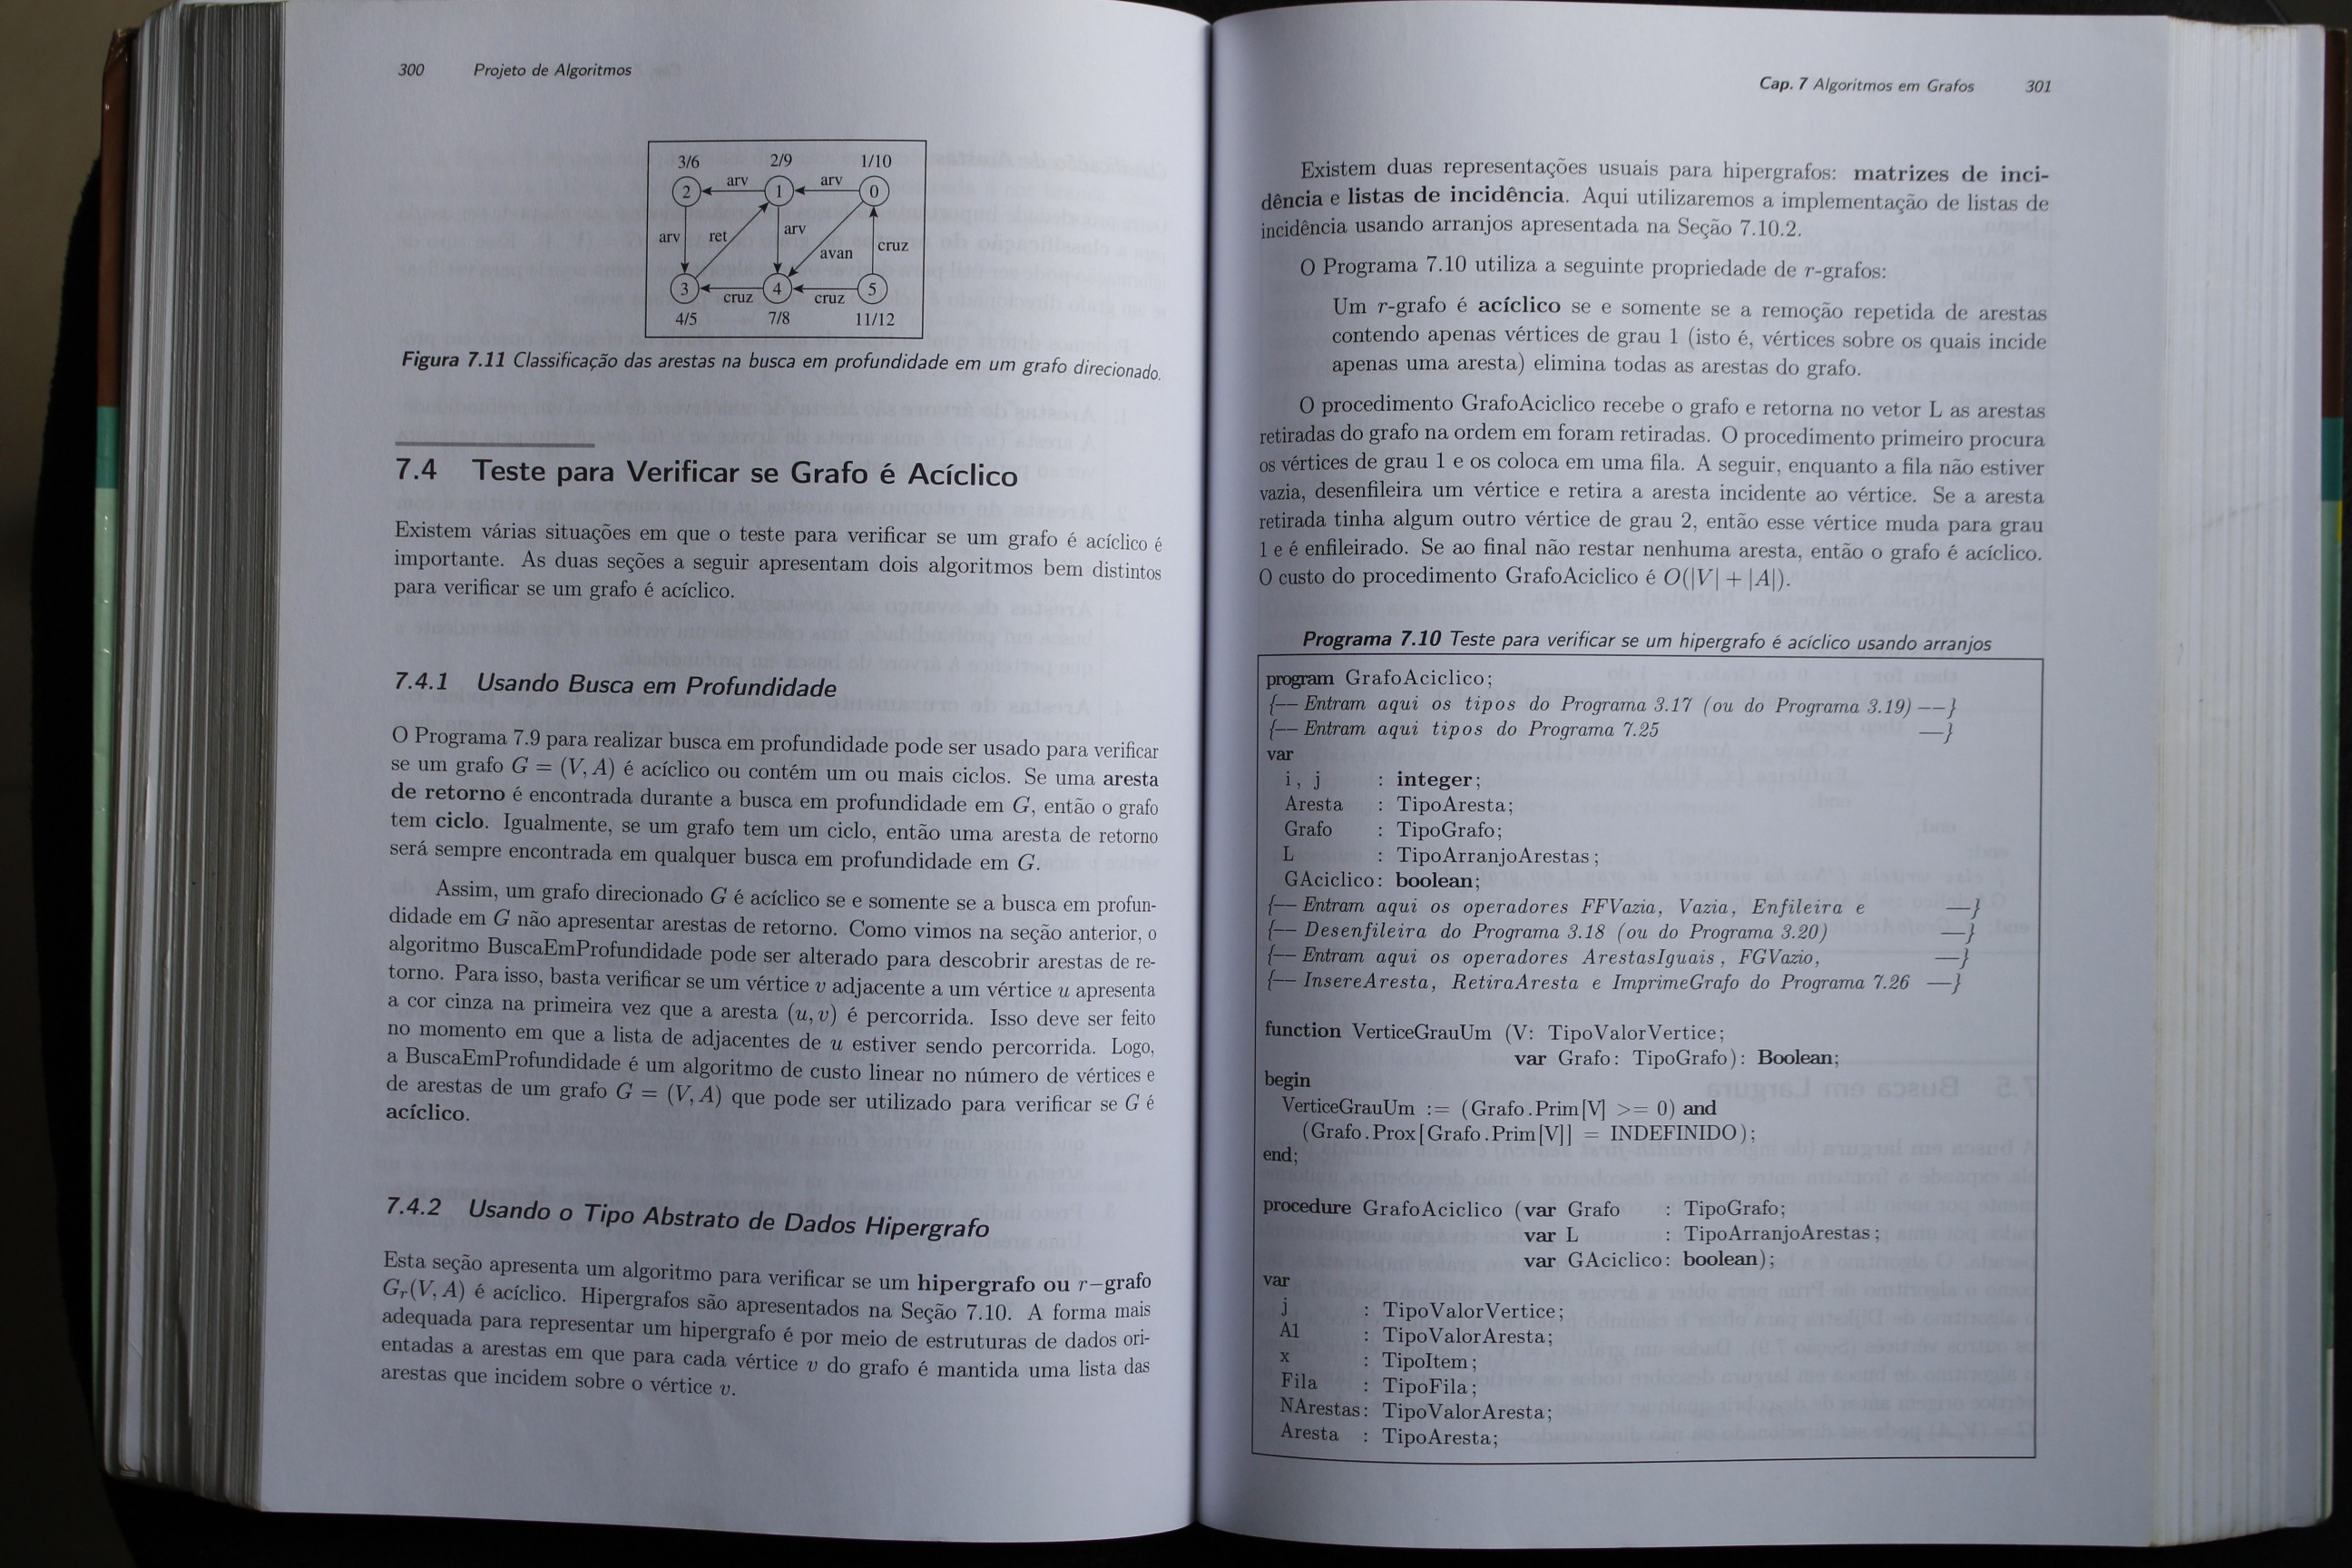 300 Projeto de Algoritmos
3/6 2/9 1/10
2 arv 1 arv 0
arv ret arv avan cruz
3 cruz 4 cruz 5
4/5 7/8 11/12
Figura 7.11 Classificação das arestas na busca em profundidade em um grafo direcionado.
7.4 Teste para Verificar se Grafo é Acíclico
Existem várias situações em que o teste para verificar se um grafo é acíclico é
importante. As duas seções a seguir apresentam dois algoritmos bem distintos
para verificar se um grafo é acíclico.
7.4.1 Usando Busca em Profundidade
O Programa 7.9 para realizar busca em profundidade pode ser usado para verificar
se um grafo G = (V, A) é acíclico ou contém um ou mais ciclos. Se uma aresta
de retorno é encontrada durante a busca em profundidade em G, então o grafo
tem ciclo. Igualmente, se um grafo tem um ciclo, então uma aresta de retorno
será sempre encontrada em qualquer busca em profundidade em G.
Assim, um grafo direcionado G é acíclico se e somente se a busca em profun-
didade em G não apresentar arestas de retorno. Como vimos na seção anterior, o
algoritmo BuscaEmProfundidade pode ser alterado para descobrir arestas de re-
torno. Para isso, basta verificar se um vértice v adjacente a um vértice u apresenta
a cor cinza na primeira vez que a aresta (u, v) é percorrida. Isso deve ser feito
no momento em que a lista de adjacentes de u estiver sendo percorrida. Logo,
a BuscaEmProfundidade é um algoritmo de custo linear no número de vértices e
de arestas de um grafo G = (V, A) que pode ser utilizado para verificar se G é
acíclico.
7.4.2 Usando o Tipo Abstrato de Dados Hipergrafo
Esta seção apresenta um algoritmo para verificar se um hipergrafo ou r−grafo
Gr(V, A) é acíclico. Hipergrafos são apresentados na Seção 7.10. A forma mais
adequada para representar um hipergrafo é por meio de estruturas de dados ori-
entadas a arestas em que para cada vértice v do grafo é mantida uma lista das
arestas que incidem sobre o vértice v.
Cap. 7 Algoritmos em Grafos 301
Existem duas representações usuais para hipergrafos: matrizes de inci-
dência e listas de incidência. Aqui utilizaremos a implementação de listas de
incidência usando arranjos apresentada na Seção 7.10.2.
O Programa 7.10 utiliza a seguinte propriedade de r-grafos:
Um r-grafo é acíclico se e somente se a remoção repetida de arestas
contendo apenas vértices de grau 1 (isto é, vértices sobre os quais incide
apenas uma aresta) elimina todas as arestas do grafo.
O procedimento GrafoAciclico recebe o grafo e retorna no vetor L as arestas
retiradas do grafo na ordem em foram retiradas. O procedimento primeiro procura
os vértices de grau 1 e os coloca em uma fila. A seguir, enquanto a fila não estiver
vazia, desenfileira um vértice e retira a aresta incidente ao vértice. Se a aresta
retirada tinha algum outro vértice de grau 2, então esse vértice muda para grau
1 e é enfileirado. Se ao final não restar nenhuma aresta, então o grafo é acíclico.
O custo do procedimento GrafoAciclico é O(|V| + |A|).
Programa 7.10 Teste para verificar se um hipergrafo é acíclico usando arranjos
program GrafoAciclico;
{-- Entram aqui os tipos do Programa 3.17 (ou do Programa 3.19) --}
{-- Entram aqui tipos do Programa 7.25 --}
var
i, j : integer;
Aresta : TipoAresta;
Grafo : TipoGrafo;
L : TipoArranjoArestas;
GAciclico: boolean;
{-- Entram aqui os operadores FFVazia, Vazia, Enfileira e --}
{-- Desenfileira do Programa 3.18 (ou do Programa 3.20) --}
{-- Entram aqui os operadores ArestasIguais, FGVazio, --}
{-- InsereAresta, RetiraAresta e ImprimeGrafo do Programa 7.26 --}
function VerticeGrauUm (V: TipoValorVertice;
var Grafo: TipoGrafo): Boolean;
begin
VerticeGrauUm := (Grafo.Prim[V] >= 0) and
(Grafo.Prox[Grafo.Prim[V]] = INDEFINDO);
end;
procedure GrafoAciclico (var Grafo : TipoGrafo;
var L : TipoArranjoArestas;
var GAciclico: boolean);
var
j : TipoValorVertice;
A1 : TipoValorAresta;
x : TipoItem;
Fila : TipoFila;
NArestas: TipoValorAresta;
Aresta : TipoAresta;